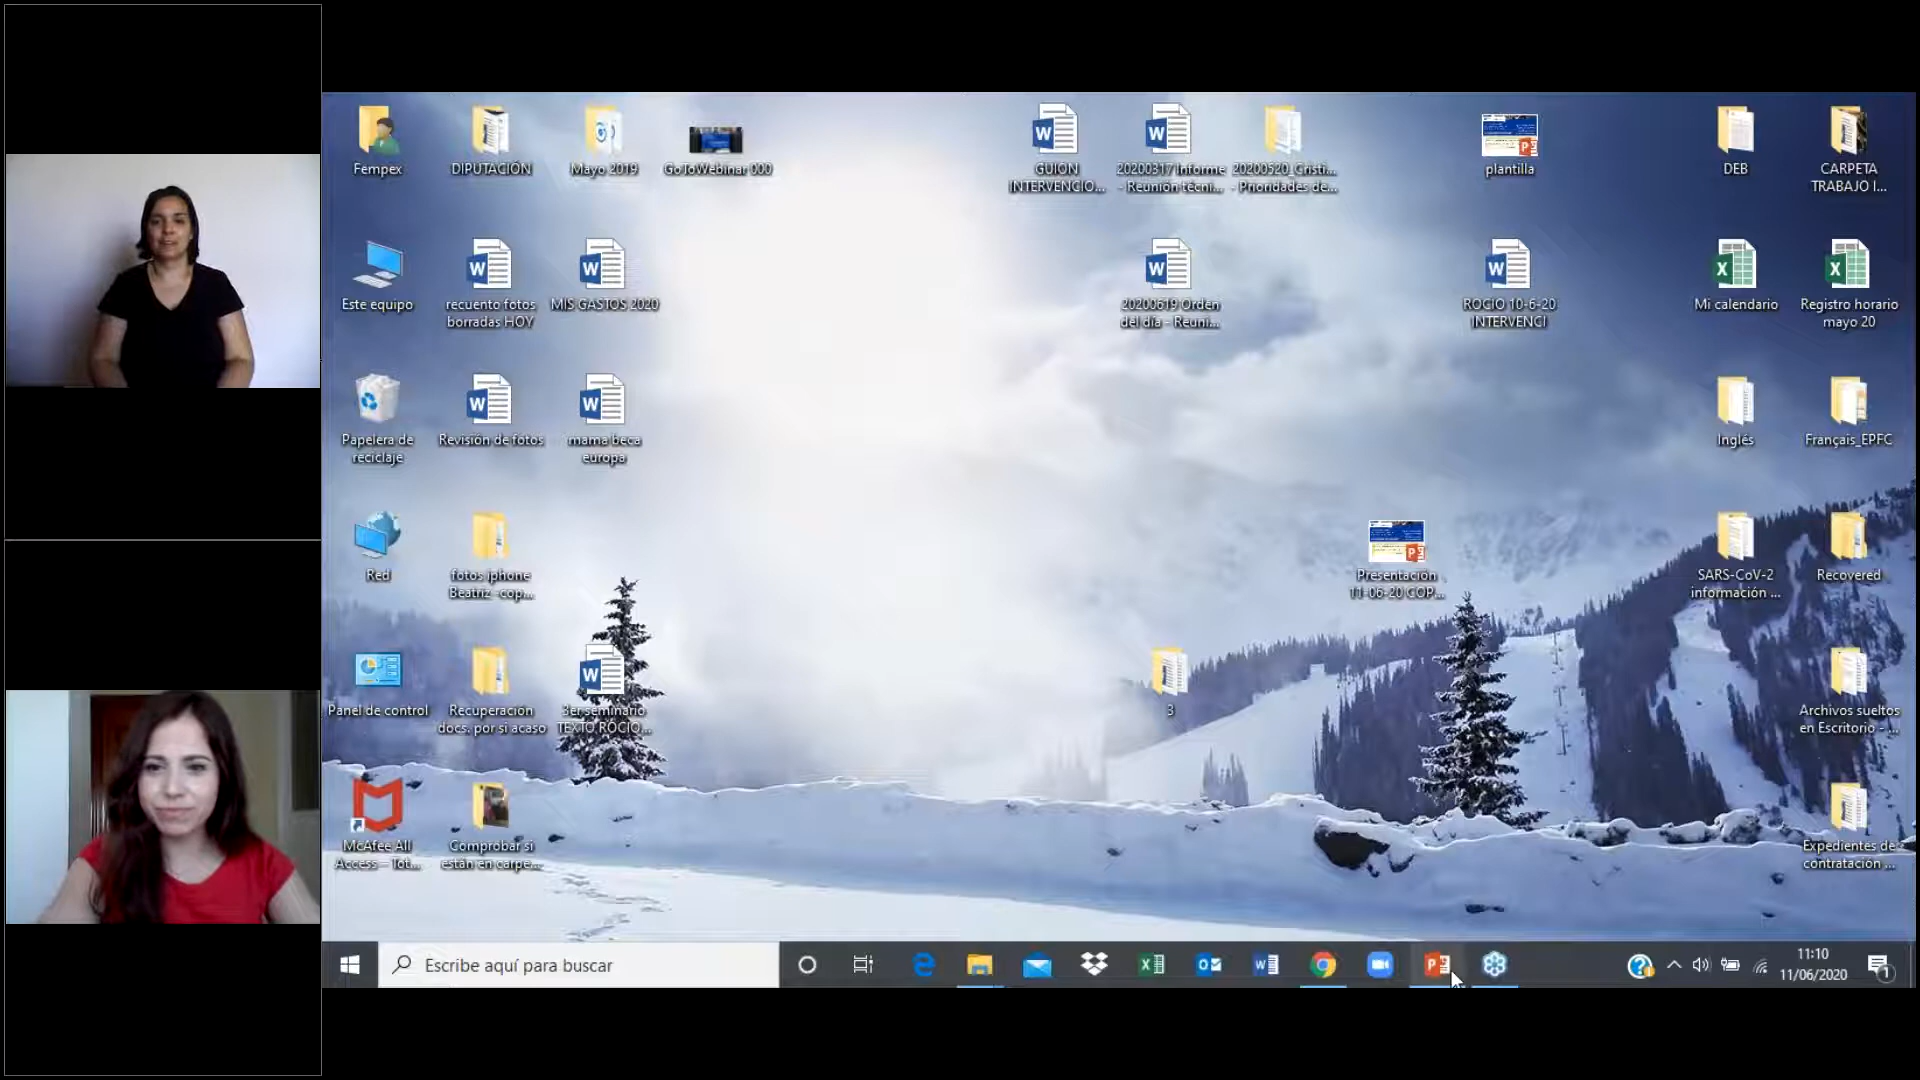 Fempex
DIPUTACIÓN
Mayo 2019
GoToWebinar 000
GUION
INTERVENCIO...
20200317 Informe
- Reunión técni...
20200520_Cristi...
- Prioridades de...
plantilla
DEB
CARPETA
TRABAJO I...
Este equipo
recuento fotos
borradas HOY
MIS GASTOS 2020
20200619 Orden
del día - Reuni...
ROCIO 10-6-20
INTERVENCI
Mi calendario
Registro horario
mayo 20
Papelera de
reciclaje
Revisión de fotos
mama beca
europa
Inglés
Français_EPFC
Red
fotos iphone
Beatriz -cop...
Presentación
11-06-20 COP...
SARS-CoV-2
información ...
Recovered
Panel de control
Recuperación
docs. por si acaso
3er seminario
TEXTO ROCIO...
3
Archivos sueltos
en Escritorio - ...
McAfee All
Access – Tot...
Comprobar si
están en carpe...
Expedientes de
contratación ...
Escribe aquí para buscar
11:10
11/06/2020
1